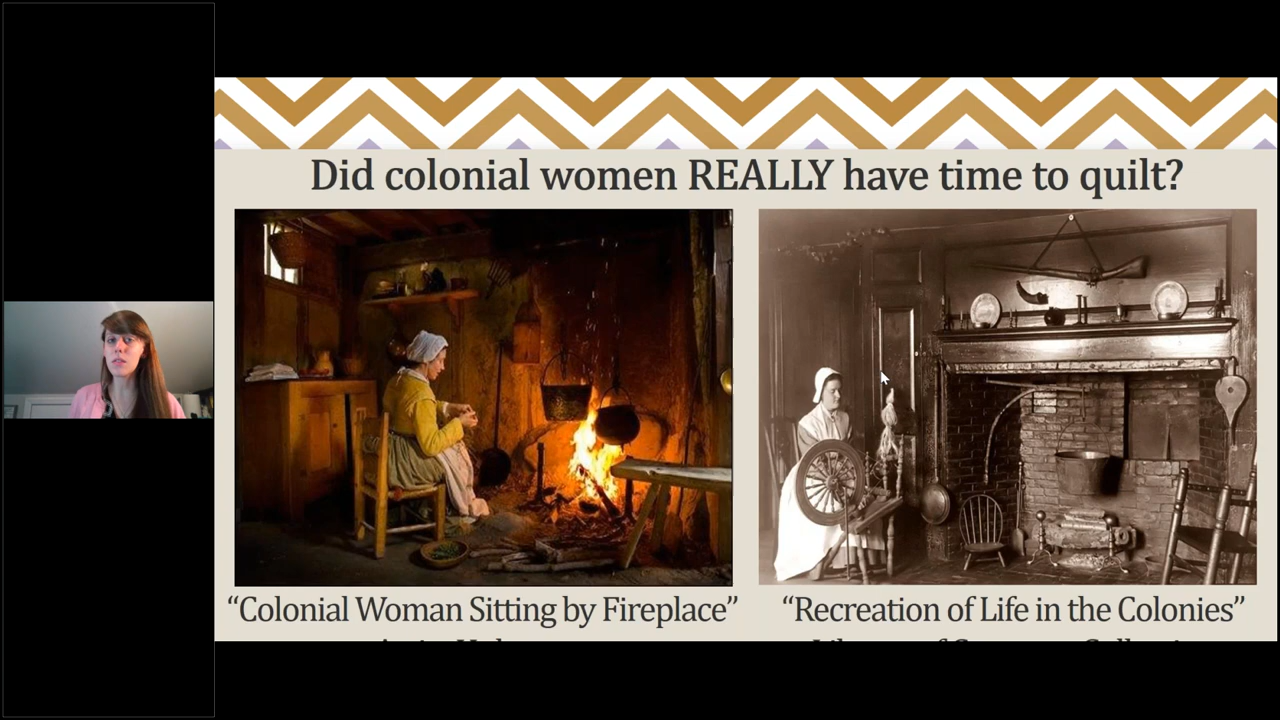 Did colonial women REALLY have time to quilt?
“Colonial Woman Sitting by Fireplace”
“Recreation of Life in the Colonies”